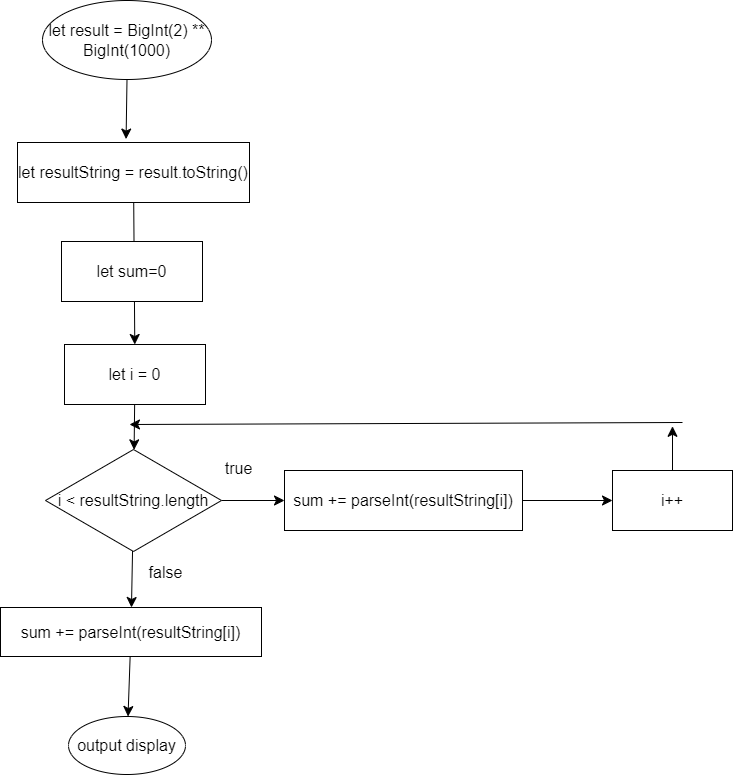 let result = BigInt(2) **
BigInt(1000)
let resultString = result.toString()
let sum=0
let i = 0
true
i < resultString.length
sum += parseInt(resultString[i])
i++
false
sum += parseInt(resultString[i])
output display